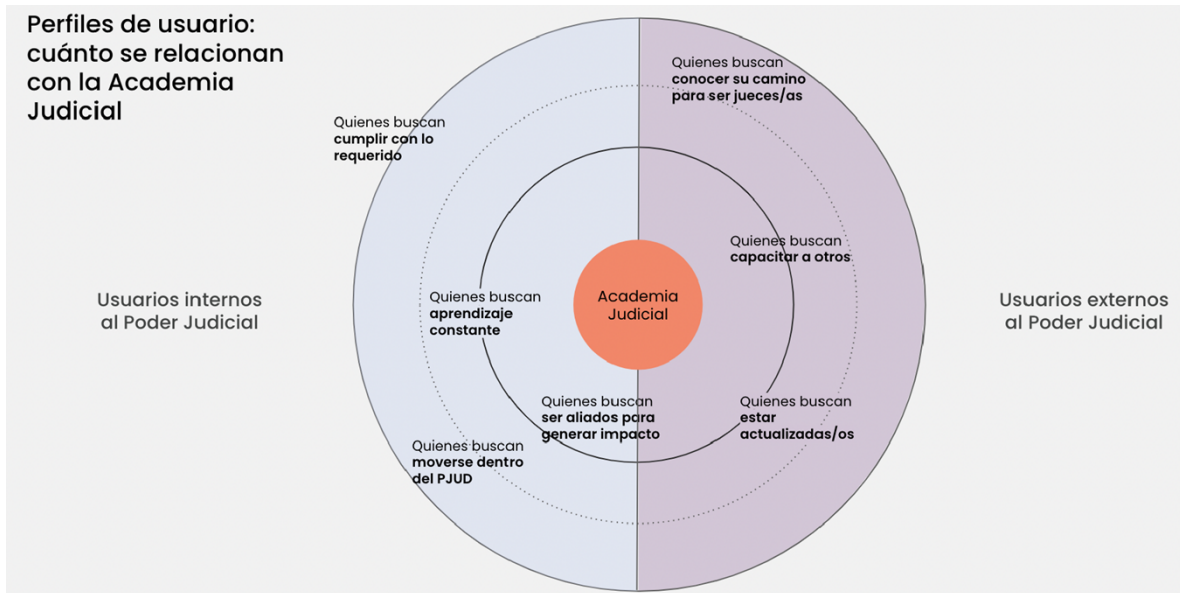 Perfiles de usuario:
cuánto se relacionan
con la Academia
Judicial
Quienes buscan
conocer su camino
para ser jueces/as
Quienes buscan
cumplir con lo
requerido
Quienes buscan
capacitar a otros
Usuarios internos
al Poder Judicial
Quienes buscan
aprendizaje
constante
Academia
Judicial
Usuarios externos
al Poder Judicial
Quienes buscan
ser aliados para
generar impacto
Quienes buscan
estar
actualizadas/os
Quienes buscan
moverse dentro
del PJUD